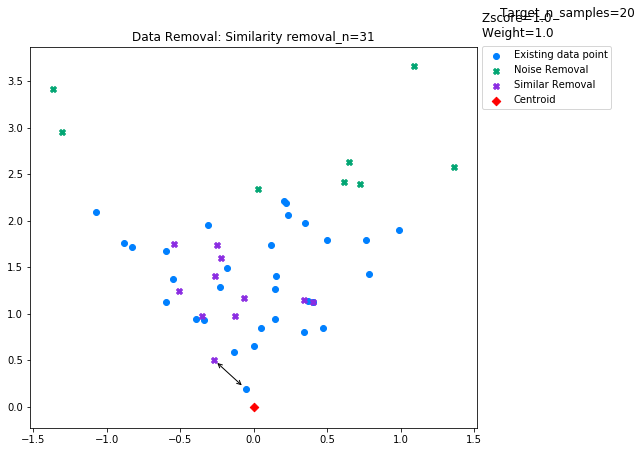 Target_n_samples=20
Zscore=1.0
Weight=1.0
Data Removal: Similarity removal_n=31
Existing data point
Noise Removal
Similar Removal
Centroid
3.5
3.0
2.5
2.0
1.5
1.0
0.5
0.0
−1.5 −1.0 −0.5 0.0 0.5 1.0 1.5